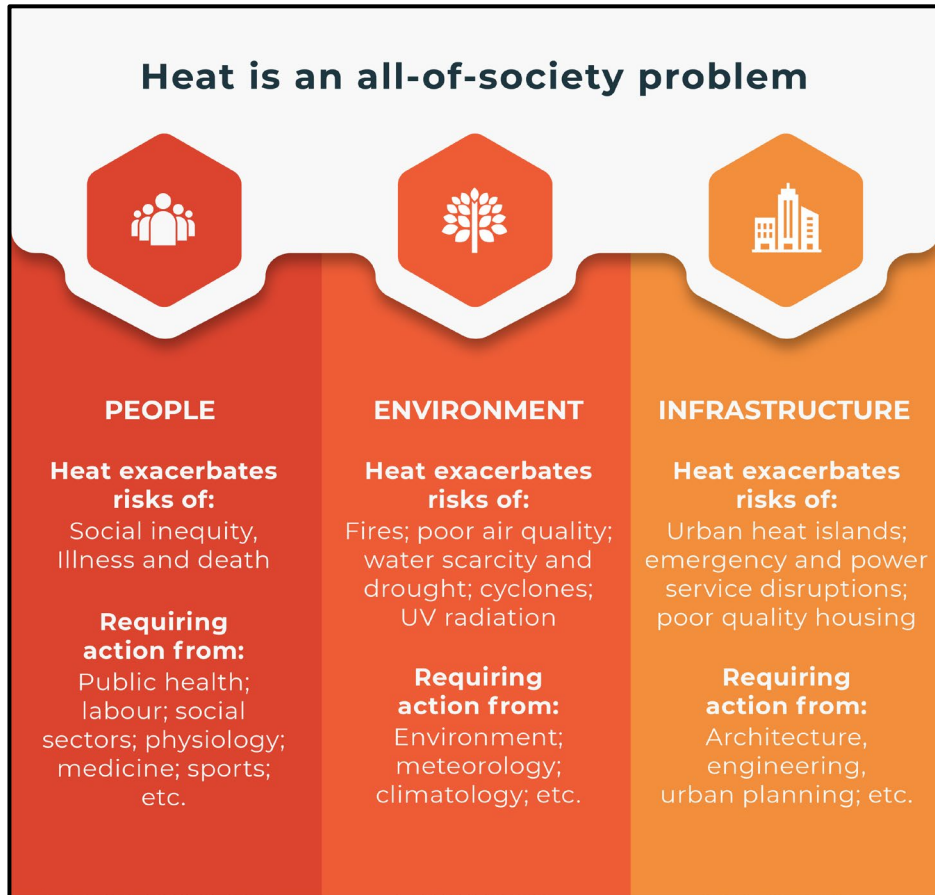 Heat is an all-of-society problem
PEOPLE
Heat exacerbates
risks of:
Social inequity,
Illness and death
Requiring
action from:
Public health;
labour; social
sectors; physiology;
medicine; sports;
etc.
ENVIRONMENT
Heat exacerbates
risks of:
Fires; poor air quality;
water scarcity and
drought; cyclones;
UV radiation
Requiring
action from:
Environment;
meteorology;
climatology; etc.
INFRASTRUCTURE
Heat exacerbates
risks of:
Urban heat islands;
emergency and power
service disruptions;
poor quality housing
Requiring
action from:
Architecture,
engineering,
urban planning; etc.